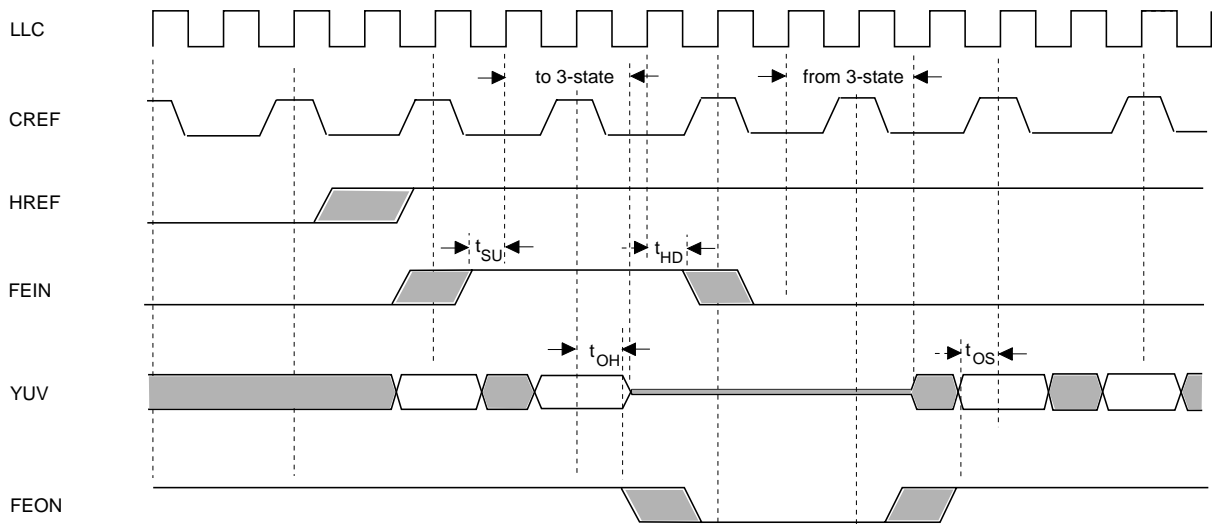 LLC
to 3-state
from 3-state
CREF
HREF
tSU
tHD
FEIN
tOH
tOS
YUV
FEON